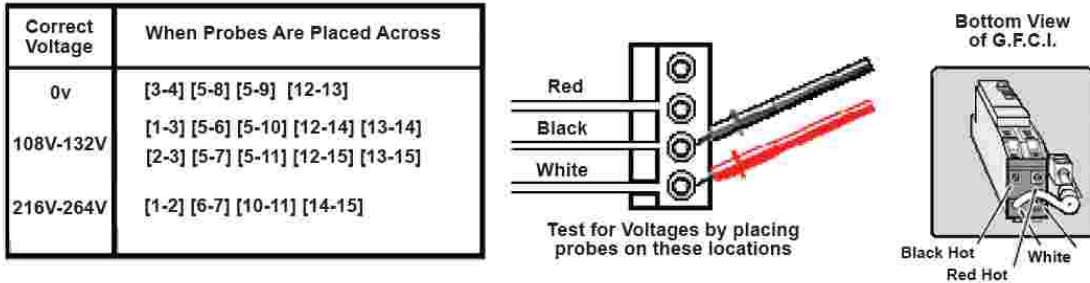 Correct Voltage
When Probes Are Placed Across
0v
[3-4] [5-8] [5-9] [12-13]
108V-132V
[1-3] [5-6] [5-10] [12-14] [13-14]
[2-3] [5-7] [5-11] [12-15] [13-15]
216V-264V
[1-2] [6-7] [10-11] [14-15]
Red
Black
White
Test for Voltages by placing
probes on these locations
Bottom View
of G.F.C.I.
Black Hot
White
Red Hot